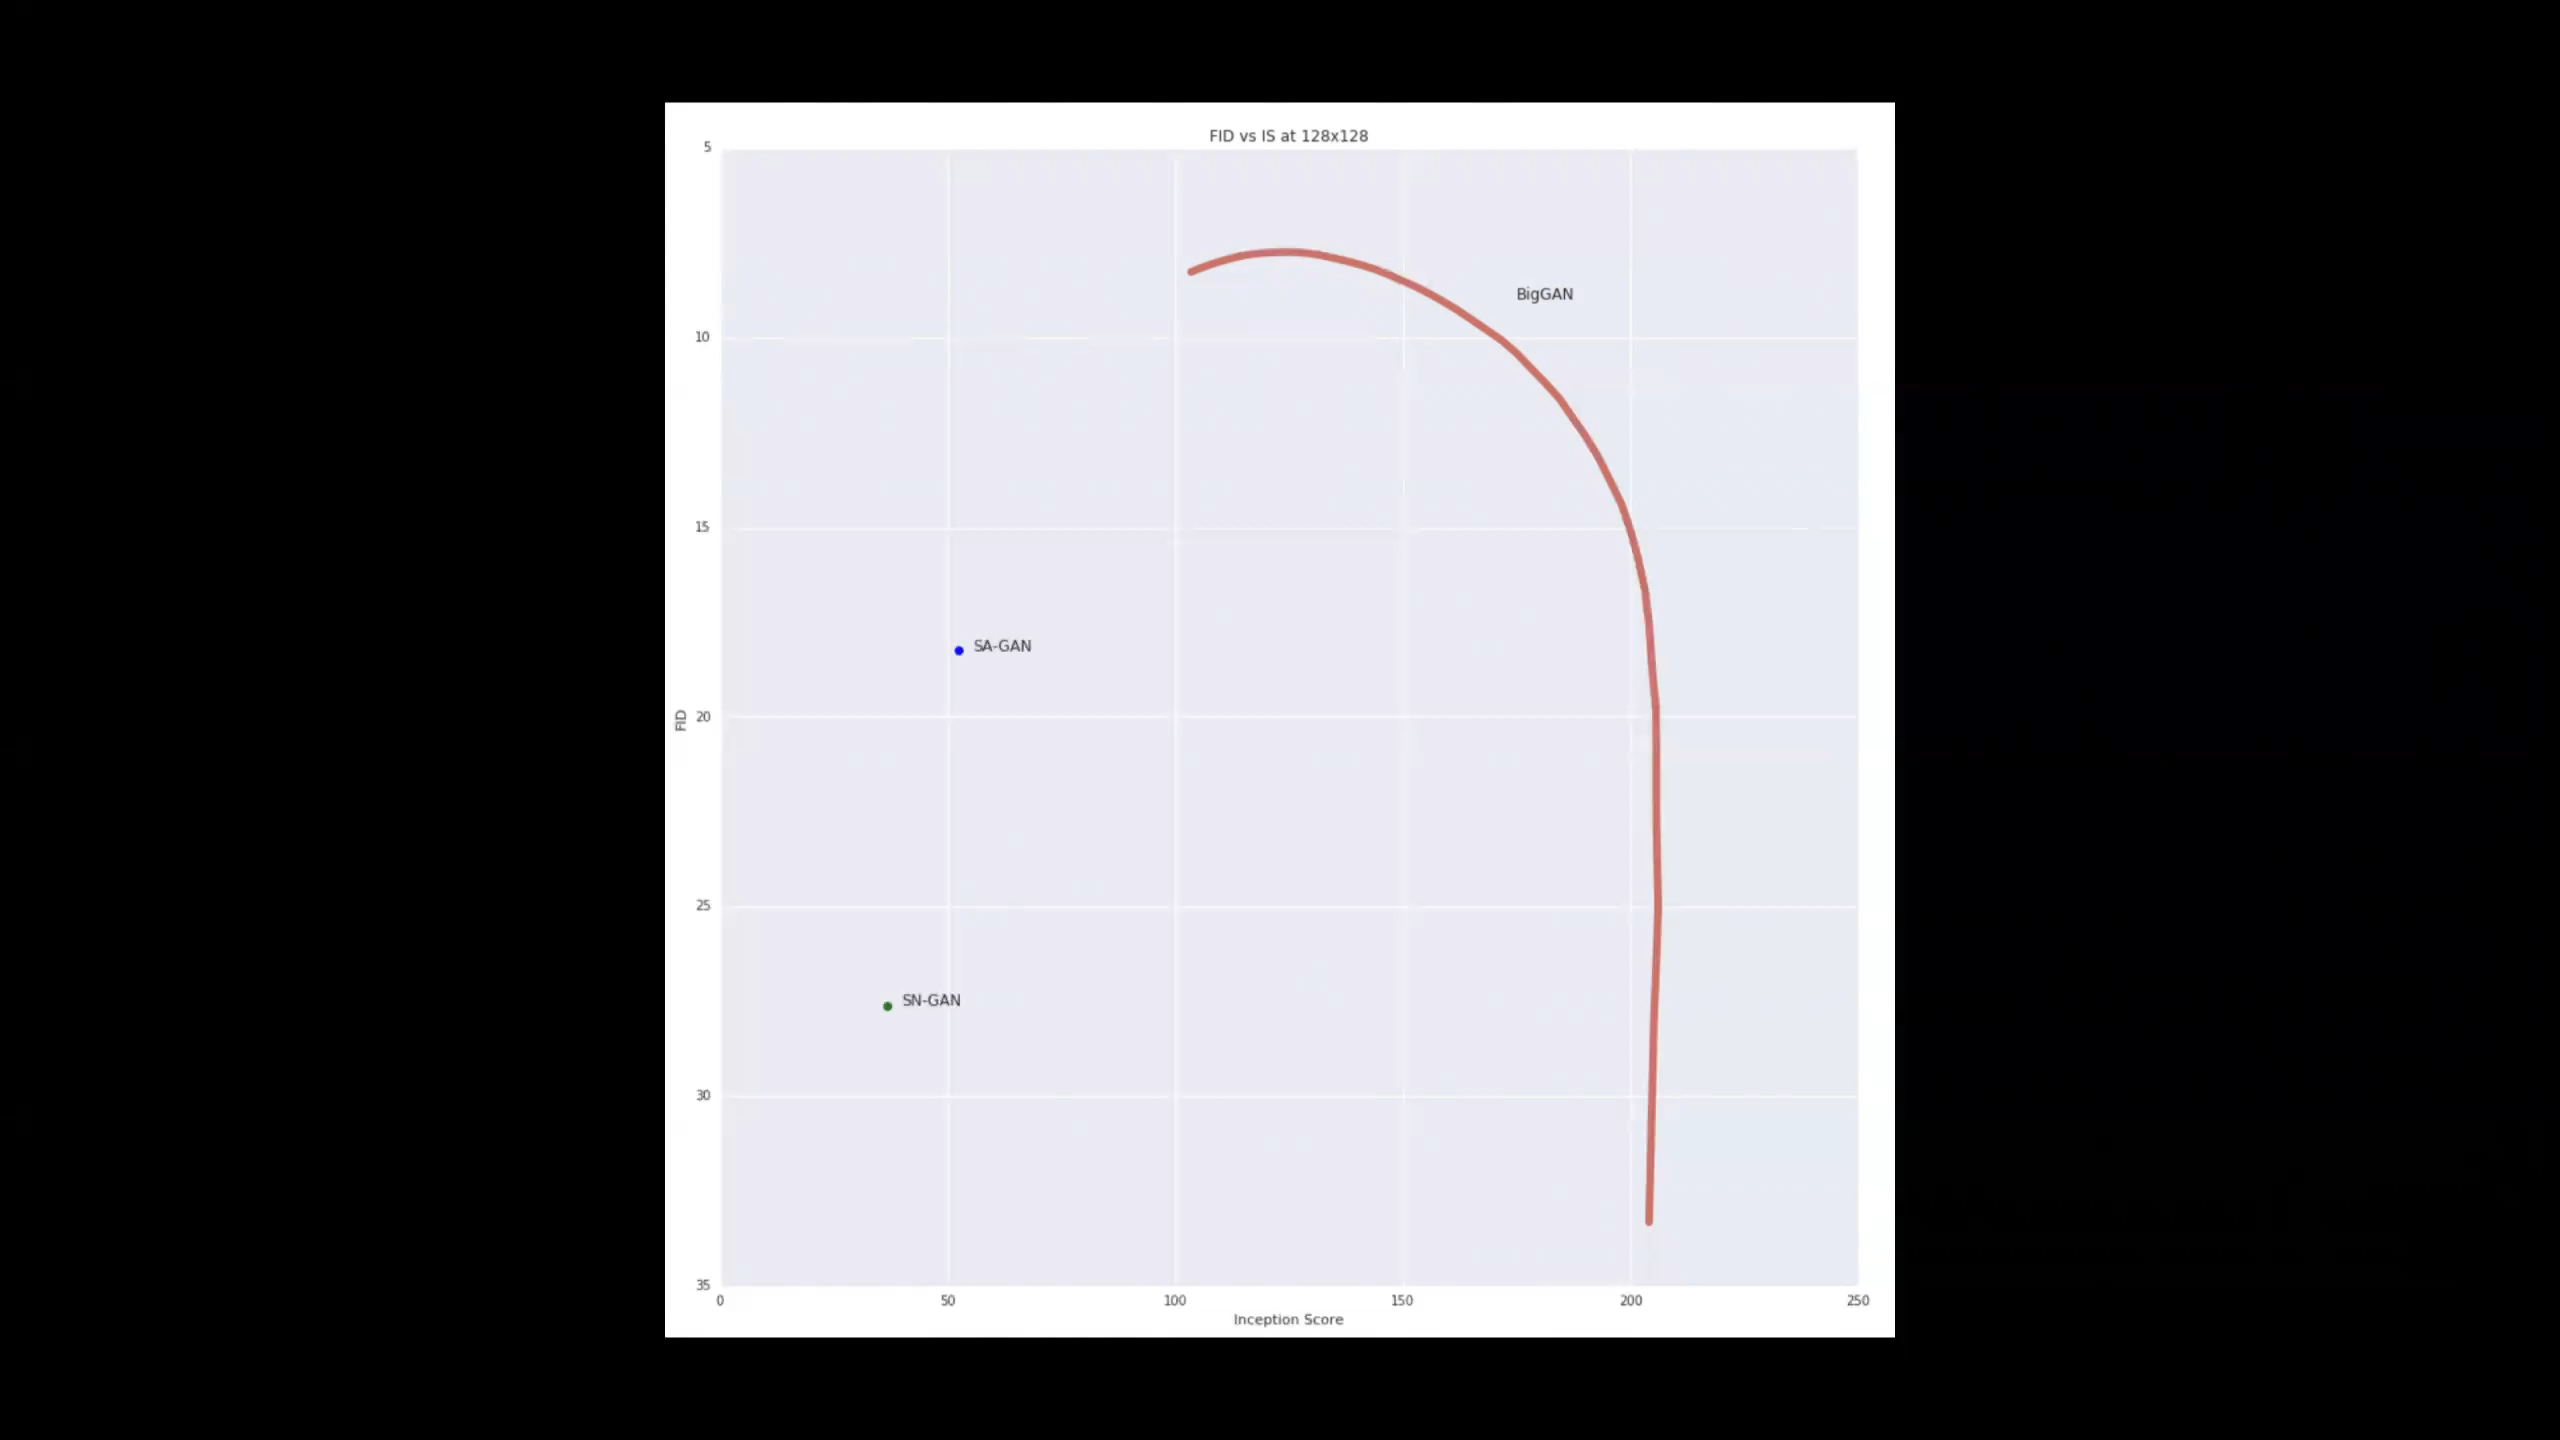 FID vs IS at 128x128
5
BigGAN
10
15
SA-GAN
FID
20
25
SN-GAN
30
35
0 50 100 150 200 250
Inception Score